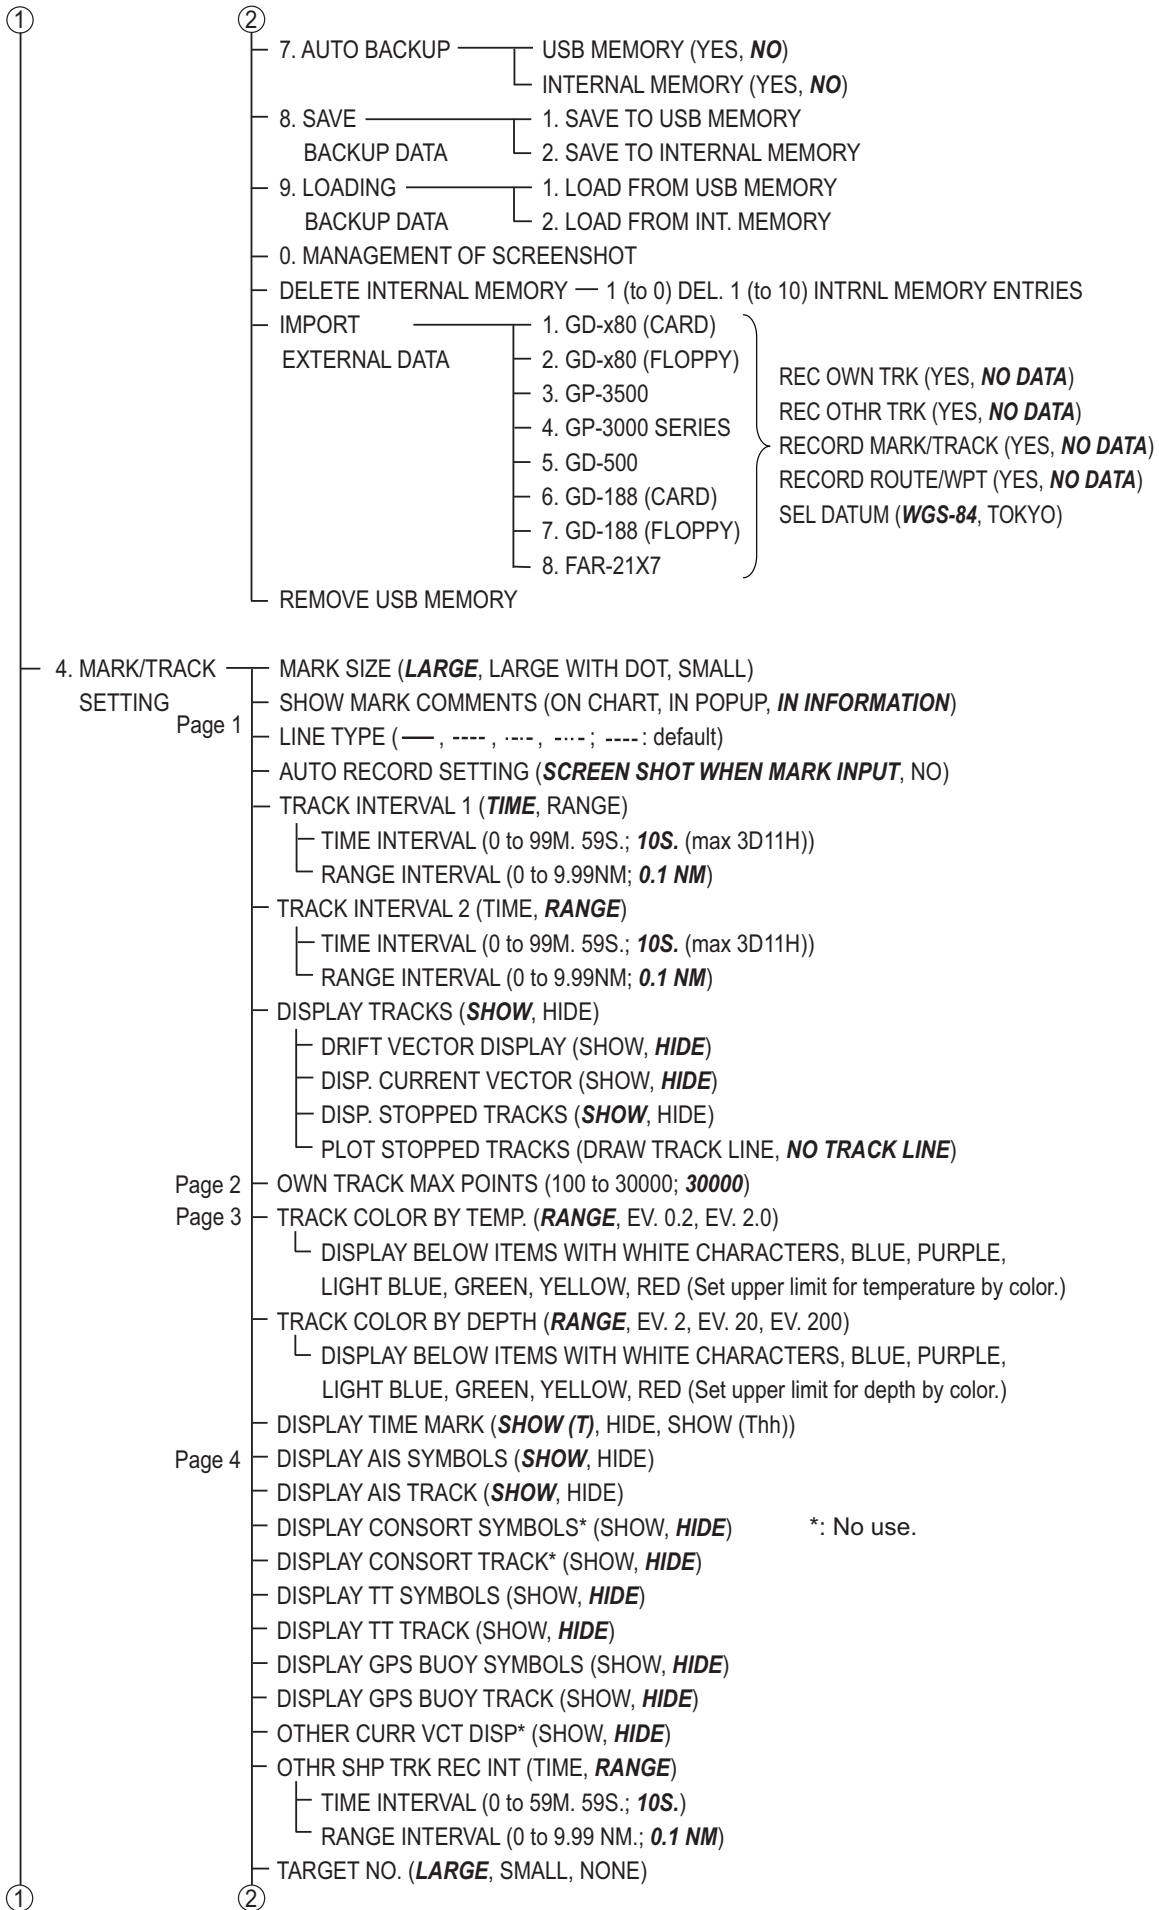 ① ②
7. AUTO BACKUP USB MEMORY (YES, NO)
INTERNAL MEMORY (YES, NO)
8. SAVE 1. SAVE TO USB MEMORY
BACKUP DATA 2. SAVE TO INTERNAL MEMORY
9. LOADING 1. LOAD FROM USB MEMORY
BACKUP DATA 2. LOAD FROM INT. MEMORY
0. MANAGEMENT OF SCREENSHOT
DELETE INTERNAL MEMORY 1 (to 0) DEL. 1 (to 10) INTRNL MEMORY ENTRIES
IMPORT 1. GD-x80 (CARD)
EXTERNAL DATA 2. GD-x80 (FLOPPY)
3. GP-3500
4. GP-3000 SERIES
5. GD-500
6. GD-188 (CARD)
7. GD-188 (FLOPPY)
8. FAR-21X7
REC OWN TRK (YES, NO DATA)
REC OTHR TRK (YES, NO DATA)
RECORD MARK/TRACK (YES, NO DATA)
RECORD ROUTE/WPT (YES, NO DATA)
SEL DATUM (WGS-84, TOKYO)
REMOVE USB MEMORY
4. MARK/TRACK MARK SIZE (LARGE, LARGE WITH DOT, SMALL)
SETTING SHOW MARK COMMENTS (ON CHART, IN POPUP, IN INFORMATION)
Page 1
LINE TYPE ( —— , ---- , ·-·- , -··- ; ---- : default)
AUTO RECORD SETTING (SCREEN SHOT WHEN MARK INPUT, NO)
TRACK INTERVAL 1 (TIME, RANGE)
TIME INTERVAL (0 to 99M. 59S.; 10S. (max 3D11H))
RANGE INTERVAL (0 to 9.99NM; 0.1 NM)
TRACK INTERVAL 2 (TIME, RANGE)
TIME INTERVAL (0 to 99M. 59S.; 10S. (max 3D11H))
RANGE INTERVAL (0 to 9.99NM; 0.1 NM)
DISPLAY TRACKS (SHOW, HIDE)
DRIFT VECTOR DISPLAY (SHOW, HIDE)
DISP. CURRENT VECTOR (SHOW, HIDE)
DISP. STOPPED TRACKS (SHOW, HIDE)
PLOT STOPPED TRACKS (DRAW TRACK LINE, NO TRACK LINE)
Page 2 OWN TRACK MAX POINTS (100 to 30000; 30000)
Page 3 TRACK COLOR BY TEMP. (RANGE, EV. 0.2, EV. 2.0)
DISPLAY BELOW ITEMS WITH WHITE CHARACTERS, BLUE, PURPLE,
LIGHT BLUE, GREEN, YELLOW, RED (Set upper limit for temperature by color.)
TRACK COLOR BY DEPTH (RANGE, EV. 2, EV. 20, EV. 200)
DISPLAY BELOW ITEMS WITH WHITE CHARACTERS, BLUE, PURPLE,
LIGHT BLUE, GREEN, YELLOW, RED (Set upper limit for depth by color.)
DISPLAY TIME MARK (SHOW (T), HIDE, SHOW (Thh))
Page 4 DISPLAY AIS SYMBOLS (SHOW, HIDE)
DISPLAY AIS TRACK (SHOW, HIDE)
DISPLAY CONSORT SYMBOLS* (SHOW, HIDE) *: No use.
DISPLAY CONSORT TRACK* (SHOW, HIDE)
DISPLAY TT SYMBOLS (SHOW, HIDE)
DISPLAY TT TRACK (SHOW, HIDE)
DISPLAY GPS BUOY SYMBOLS (SHOW, HIDE)
DISPLAY GPS BUOY TRACK (SHOW, HIDE)
OTHER CURR VCT DISP* (SHOW, HIDE)
OTHR SHP TRK REC INT (TIME, RANGE)
TIME INTERVAL (0 to 59M. 59S.; 10S.)
RANGE INTERVAL (0 to 9.99 NM.; 0.1 NM)
TARGET NO. (LARGE, SMALL, NONE)
① ②